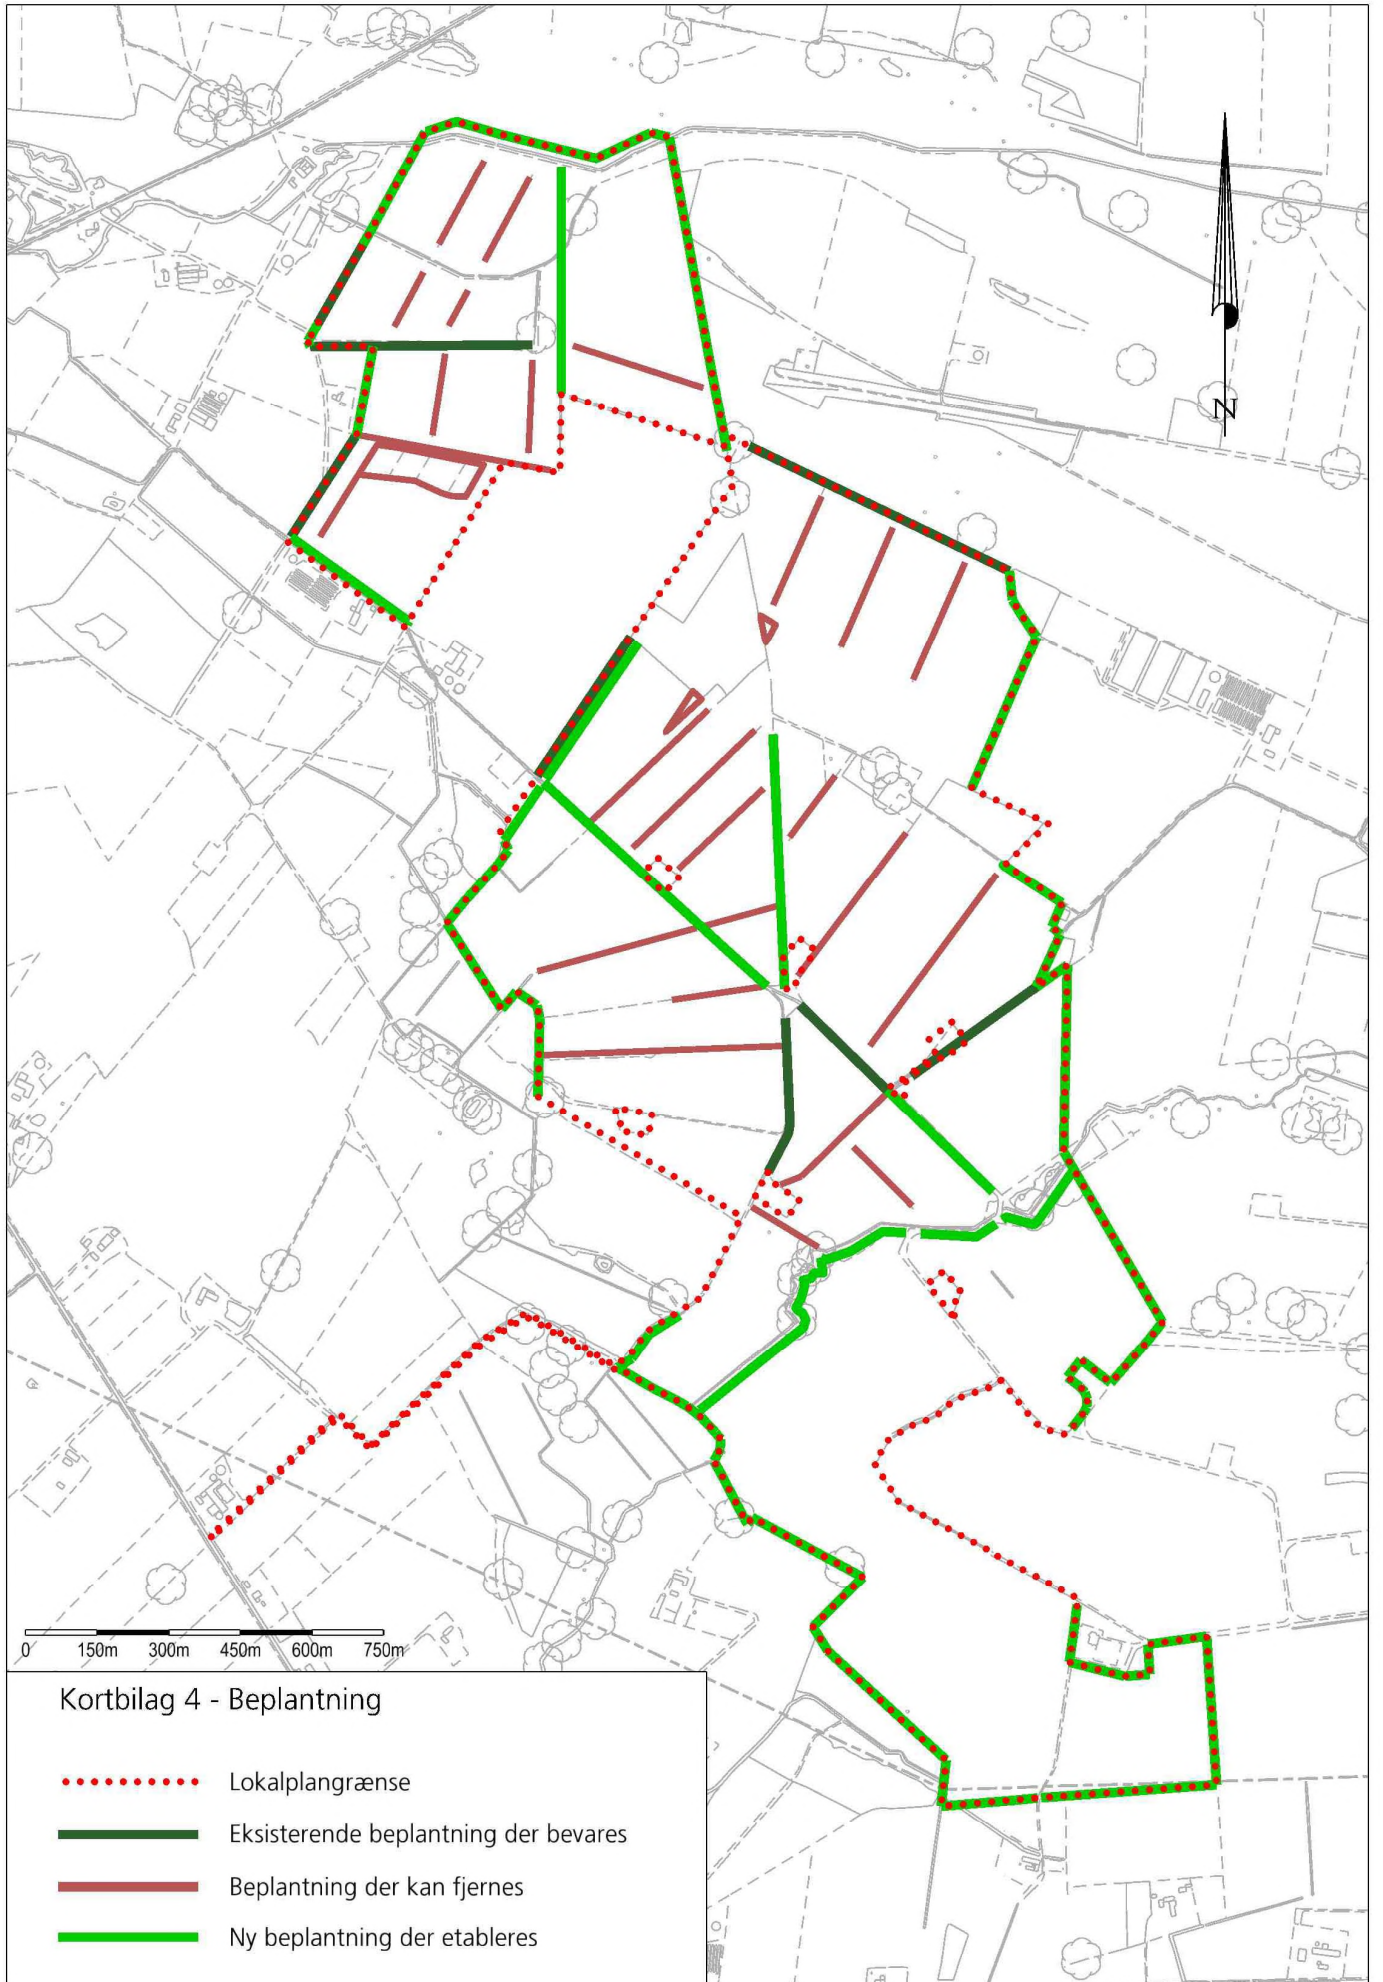 N
0 150m 300m 450m 600m 750m
Kortbilag 4 - Beplantning
Lokalplangrænse
Eksisterende beplantning der bevares
Beplantning der kan fjernes
Ny beplantning der etableres